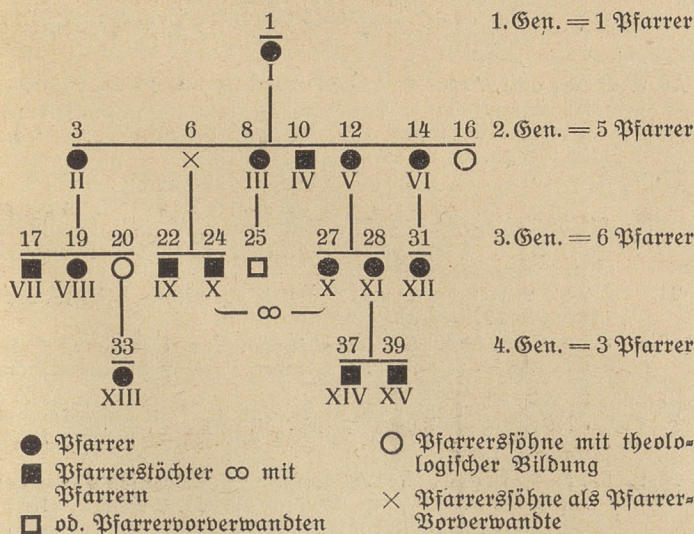 1 1. Gen. = 1 Pfarrer
I
3 6 8 10 12 14 16 2. Gen. = 5 Pfarrer
× 
II III IV V VI
17 19 20 22 24 25 27 28 31 3. Gen. = 6 Pfarrer
VII VIII IX X X XI XII
∞
33 37 39 4. Gen. = 3 Pfarrer
XIII XIV XV
Pfarrer
Pfarrerstöchter ∞ mit
Pfarrern
od. Pfarrervorverwandten
Pfarrerssöhne mit theolo-
logischer Bildung
× Pfarrerssöhne als Pfarrer-
Vorverwandte